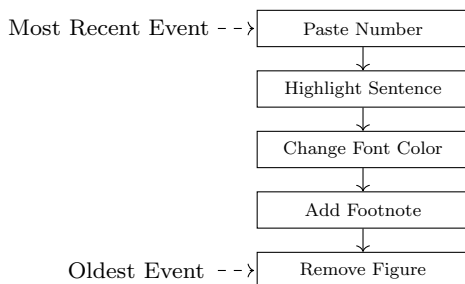 Most Recent Event
Paste Number
Highlight Sentence
Change Font Color
Add Footnote
Oldest Event
Remove Figure